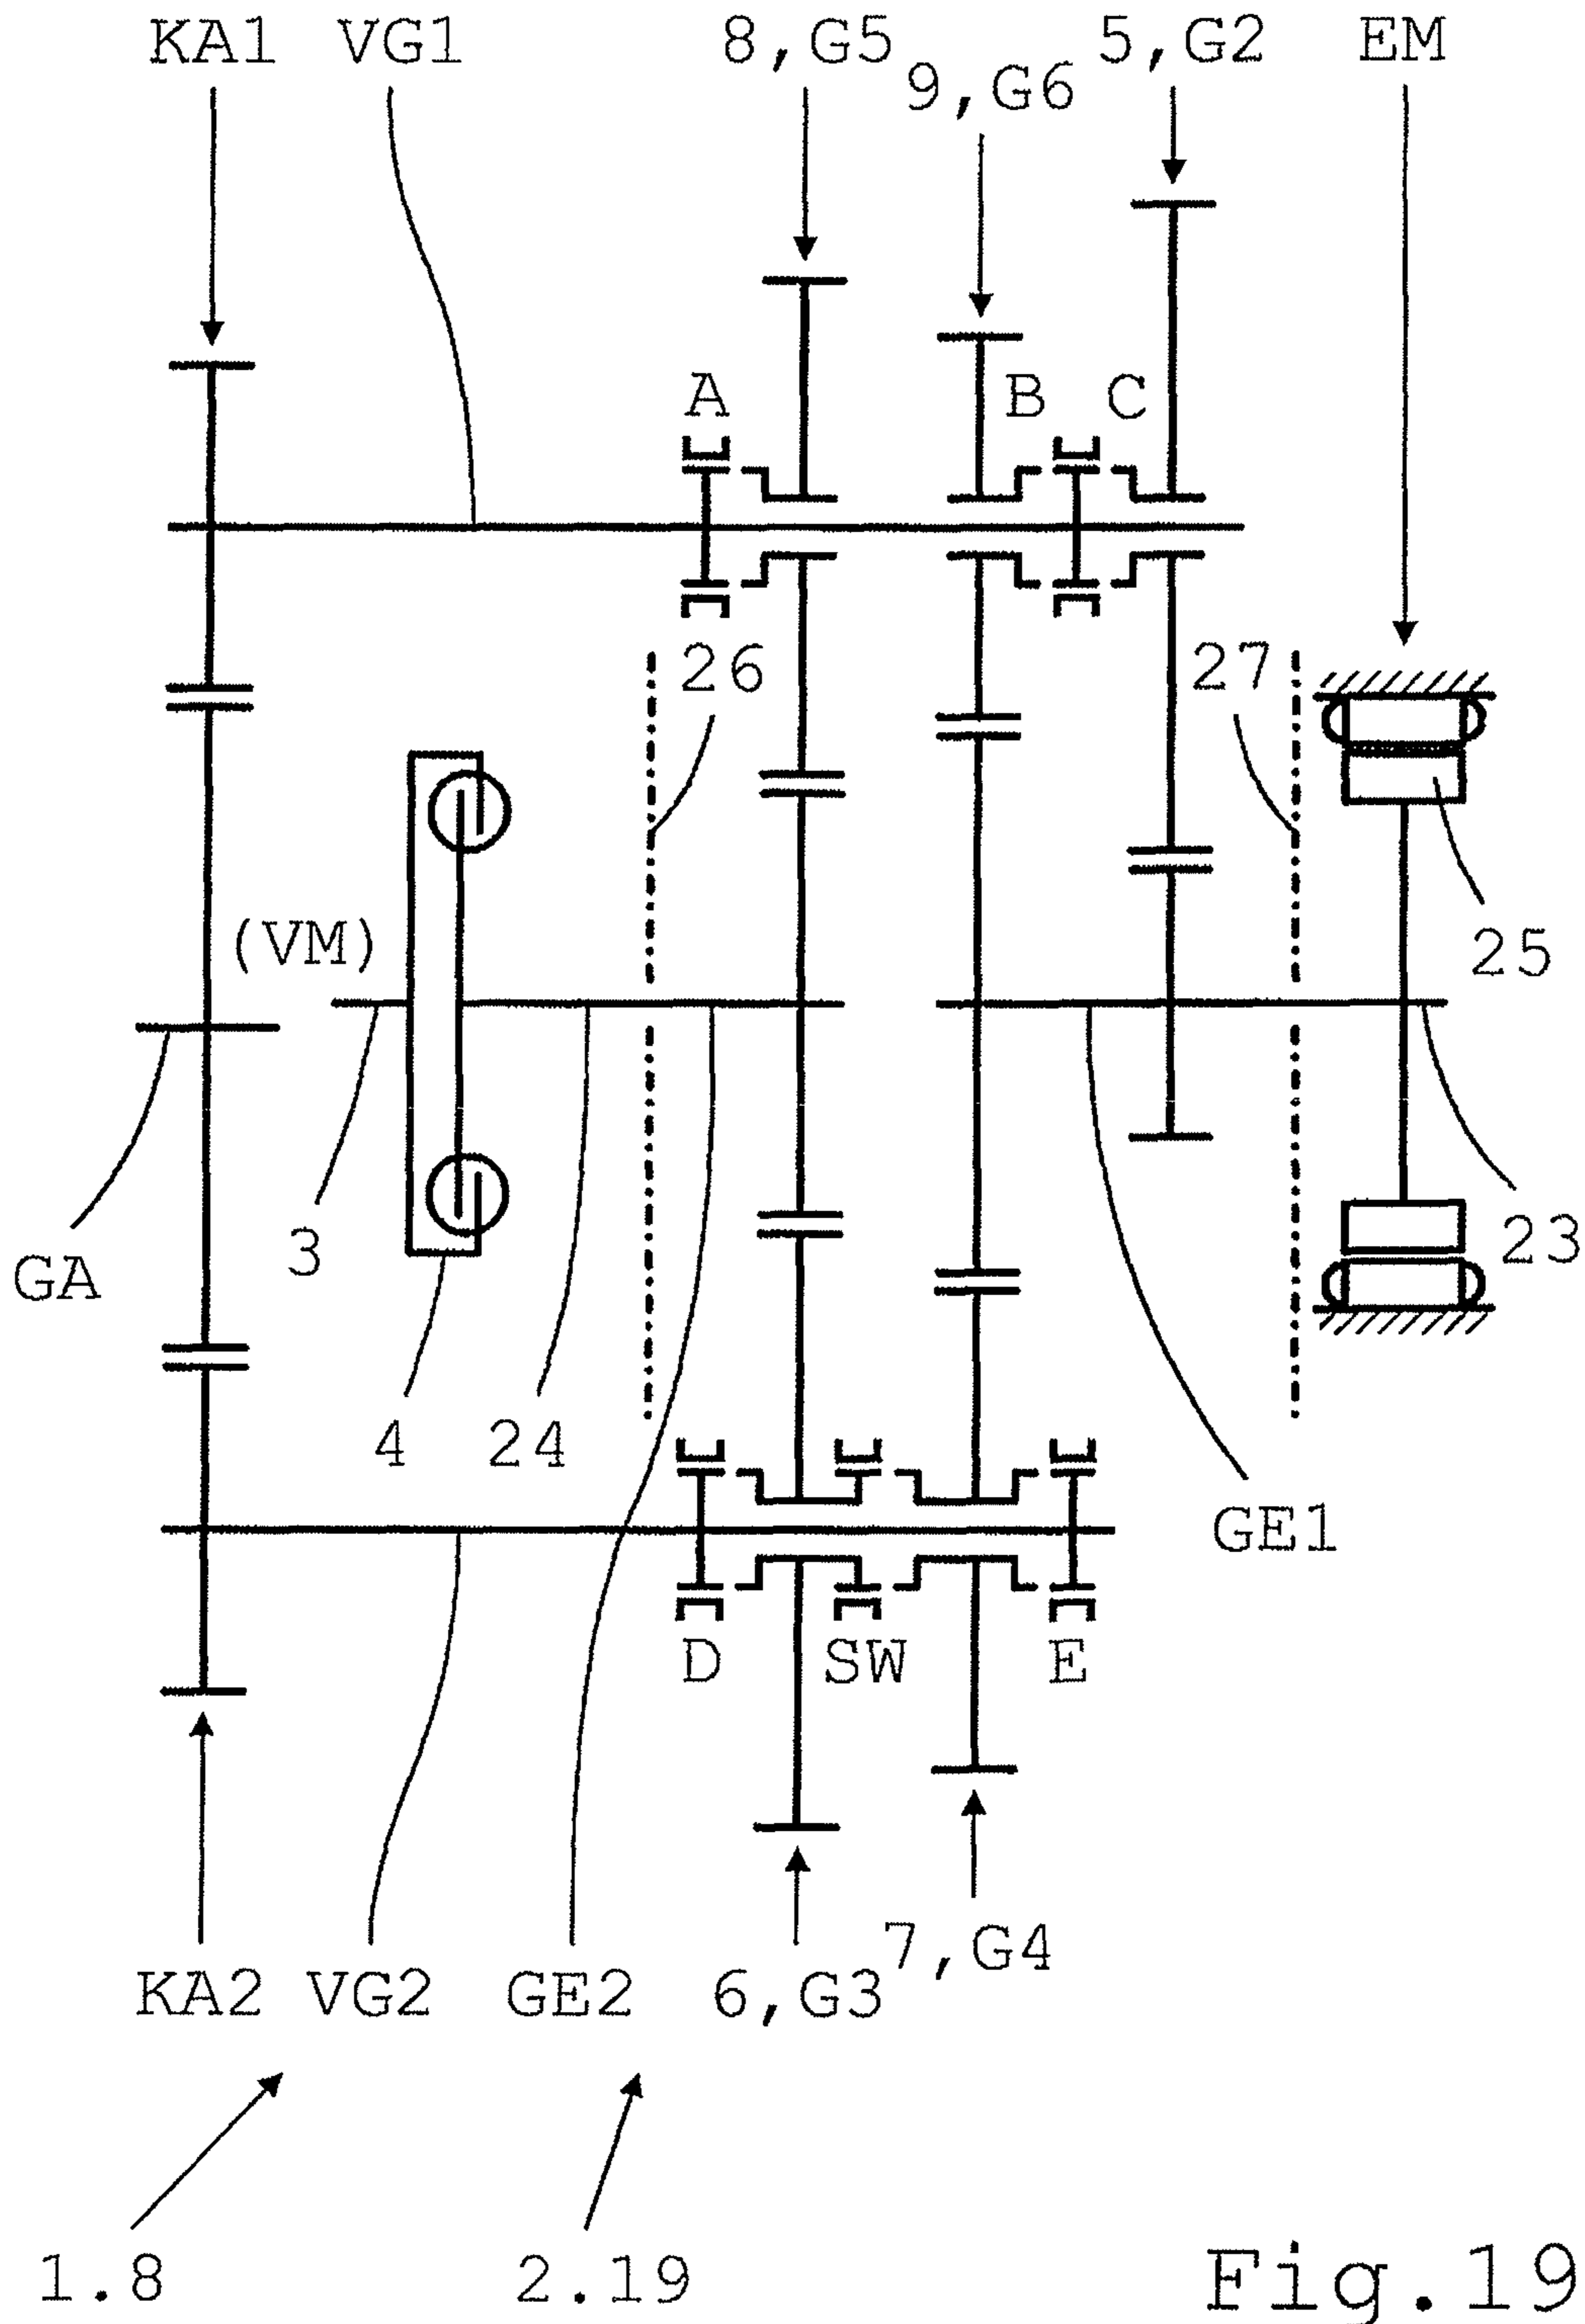 KA1 VG1 8,G5 9,G6 5,G2 EM
A B C
26 27
(VM) 25
GA 3 23
4 24 GE1
D SW E
KA2 VG2 GE2 6,G3 7,G4
1.8 2.19 Fig.19